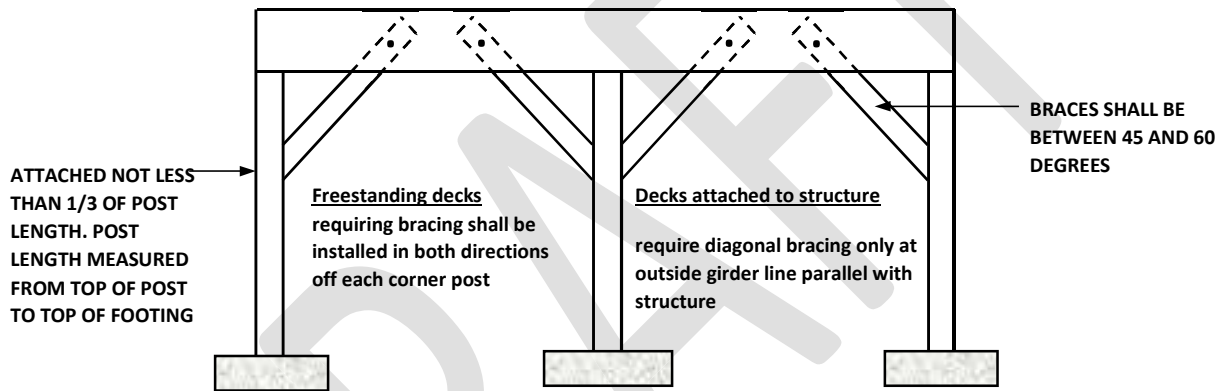 ATTACHED NOT LESS
THAN 1/3 OF POST
LENGTH. POST
LENGTH MEASURED
FROM TOP OF POST
TO TOP OF FOOTING
Freestanding decks
requiring bracing shall be
installed in both directions
off each corner post
Decks attached to structure
require diagonal bracing only at
outside girder line parallel with
structure
BRACES SHALL BE
BETWEEN 45 AND 60
DEGREES
DRAFT